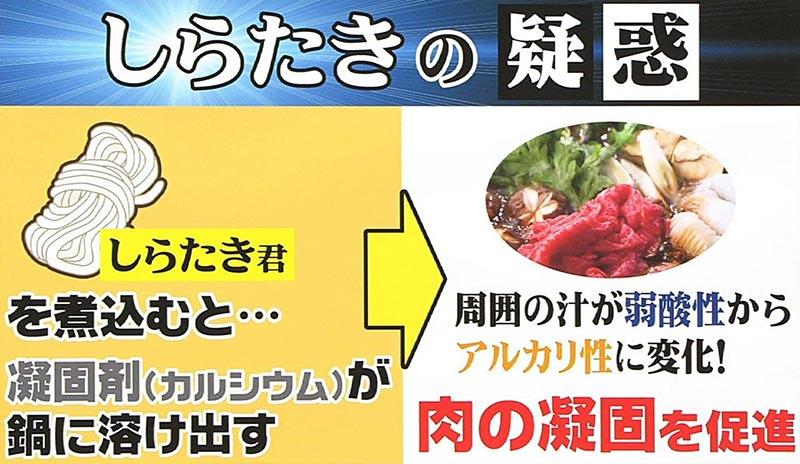 しらたきの疑惑
しらたき君
を煮込むと…
凝固剤(カルシウム)が
鍋に溶け出す
周囲の汁が弱酸性から
アルカリ性に変化!
肉の凝固を促進